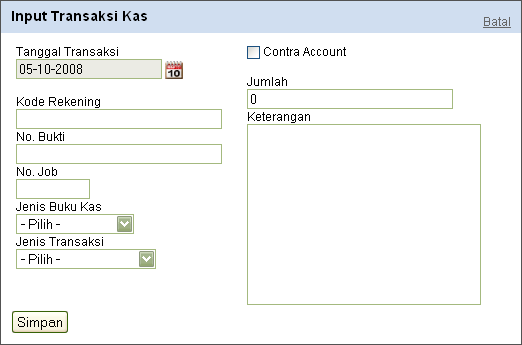 Input Transaksi Kas
Batal
Tanggal Transaksi
05-10-2008
10
Kode Rekening
No. Bukti
No. Job
Jenis Buku Kas
- Pilih -
Jenis Transaksi
- Pilih -
Contra Account
Jumlah
0
Keterangan
Simpan